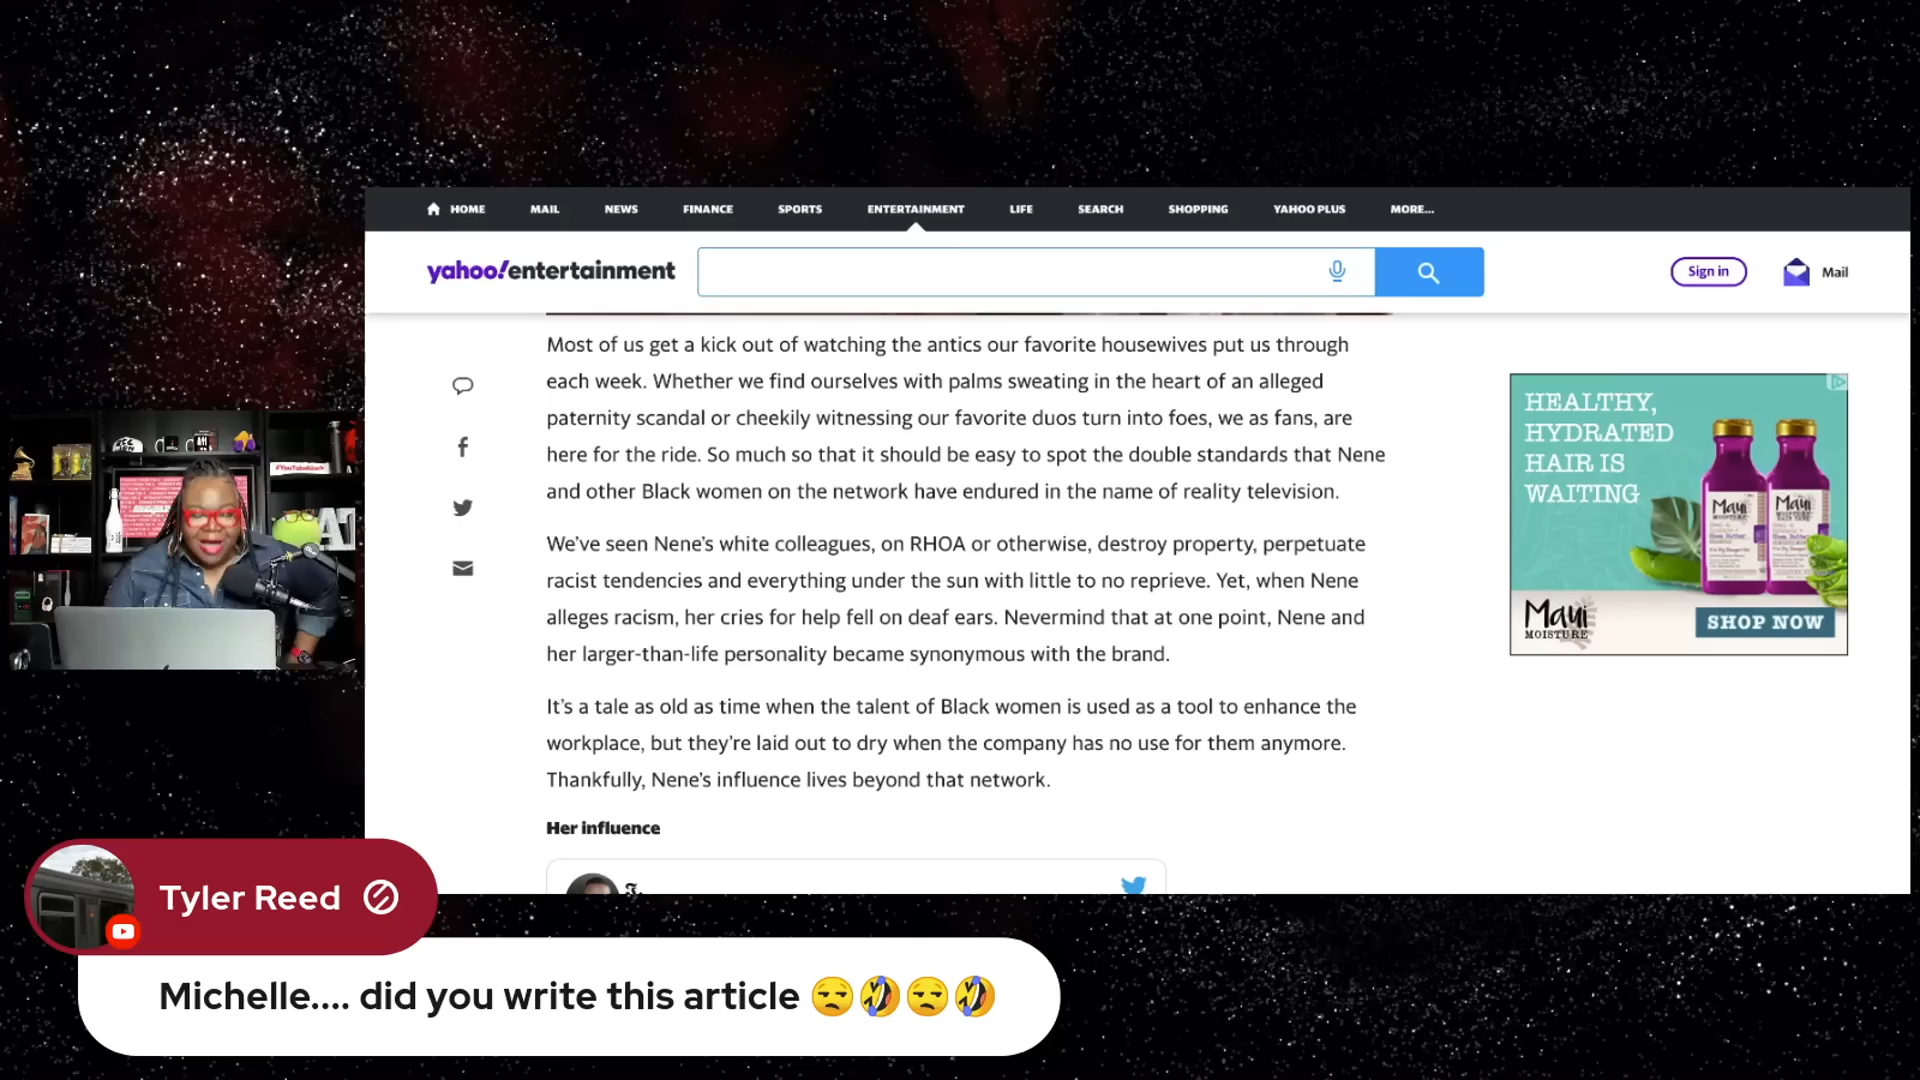 HOME MAIL NEWS FINANCE SPORTS ENTERTAINMENT LIFE SEARCH SHOPPING YAHOO PLUS MORE...
yahoo!entertainment
Sign in
Mail
Most of us get a kick out of watching the antics our favorite housewives put us through
each week. Whether we find ourselves with palms sweating in the heart of an alleged
paternity scandal or cheekily witnessing our favorite duos turn into foes, we as fans, are
here for the ride. So much so that it should be easy to spot the double standards that Nene
and other Black women on the network have endured in the name of reality television.
We've seen Nene's white colleagues, on RHOA or otherwise, destroy property, perpetuate
racist tendencies and everything under the sun with little to no reprieve. Yet, when Nene
alleges racism, her cries for help fell on deaf ears. Nevermind that at one point, Nene and
her larger-than-life personality became synonymous with the brand.
It's a tale as old as time when the talent of Black women is used as a tool to enhance the
workplace, but they're laid out to dry when the company has no use for them anymore.
Thankfully, Nene's influence lives beyond that network.
Her influence
HEALTHY,
HYDRATED
HAIR IS
WAITING
Maui
Maui
Maui
MOISTURE
SHOP NOW
#YouTubeBlack
Tyler Reed
Michelle.... did you write this article 😒🤣😒🤣